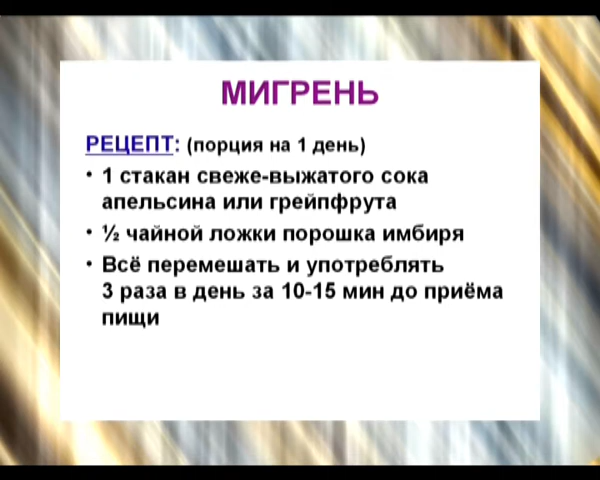 МИГРЕНЬ
РЕЦЕПТ: (порция на 1 день)
• 1 стакан свеже-выжатого сока
апельсина или грейпфрута
• ½ чайной ложки порошка имбиря
• Всё перемешать и употреблять
3 раза в день за 10-15 мин до приёма
пищи